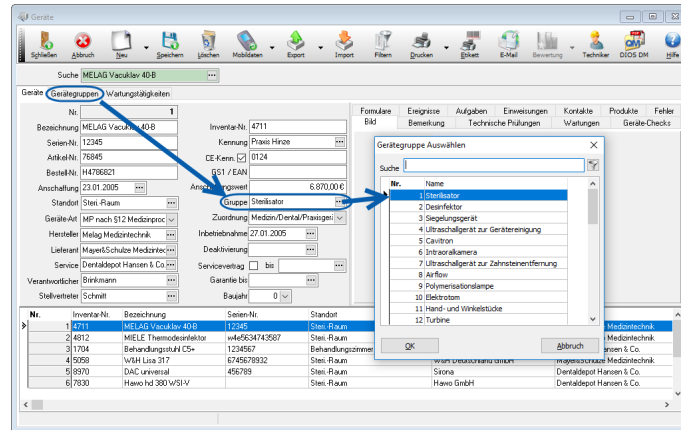 Geräte
Schließen Abbruch Neu Speichern Löschen Mobildaten Export Import Filtern Drucken Etikett E-Mail Bewertung Techniker DIOS DM Hilfe
Suche MELAG Vacuklav 40-B
Geräte Gerätegruppen Wartungstätigkeiten
Nr. 1
Bezeichnung MELAG Vacuklav 40-B Inventar-Nr. 4711
Serien-Nr. 12345 Kennung Praxis Hinze
Artikel-Nr. 76845 CE-Kenn. 0124
Bestell-Nr. H4786821 GS1 / EAN
Anschaffung 23.01.2005 Anschaffungswert 6.870,00 €
Standort Steri.-Raum Gruppe Sterilisator
Geräte-Art MP nach §12 Medizinproc Zuordnung Medizin/Dental/Praxisgerä
Hersteller Melag Medizintechnik Inbetriebnahme 27.01.2005
Lieferant Mayer&Schulze Medizintec Deaktivierung
Service Dentaldepot Hansen & Co. Servicevertrag bis
Verantwortlicher Brinkmann Garantie bis
Stellvertreter Schmitt Baujahr 0
Formulare Ereignisse Aufgaben Einweisungen Kontakte Produkte Fehler
Bild Bemerkung Technische Prüfungen Wartungen Geräte-Checks
Gerätegruppe Auswählen
Suche
Nr. Name
1 Sterilisator
2 Desinfektor
3 Siegelungsgerät
4 Ultraschallgerät zur Gerätereinigung
5 Cavitron
6 Intraoralkamera
7 Ultraschallgerät zur Zahnsteinentfernung
8 Airflow
9 Polymerisationslampe
10 Elektrotom
11 Hand- und Winkelstücke
12 Turbine
OK Abbruch
Nr. Inventar-Nr. Bezeichnung Serien-Nr. Standort
1 4711 MELAG Vacuklav 40-B 12345 Steri.-Raum Medizintechnik
2 4812 MIELE Thermodesinfektor w4e5634743587 Steri.-Raum Medizintechnik
3 1704 Behandlungsstuhl C5+ 1234567 Behandlungszimmer Hansen & Co.
4 5058 W&H Lisa 317 6745678932 Steri.-Raum W&H Deutschland GmbH Mayer&Schulze Medizintechnik
5 8970 DAC universal 456789 Steri.-Raum Sirona Dentaldepot Hansen & Co.
6 7830 Hawo hd 380 WSI-V Steri.-Raum Hawo GmbH Dentaldepot Hansen & Co.